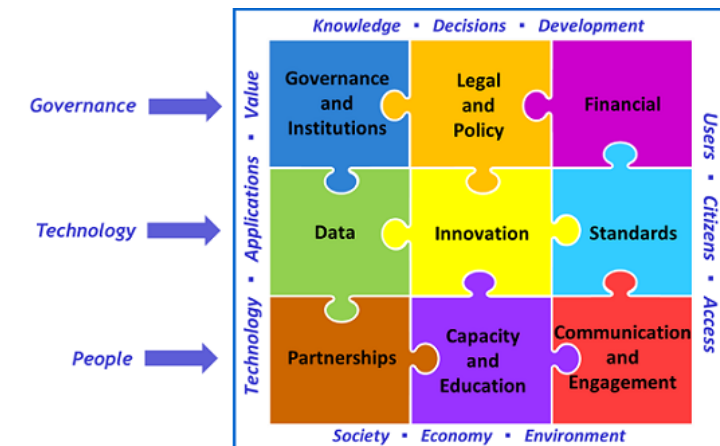 Knowledge ▪ Decisions ▪ Development
Governance
Technology ▪ Applications ▪ Value
Governance
and
Institutions
Legal
and
Policy
Financial
Users ▪ Citizens ▪ Access
Technology
Data
Innovation
Standards
People
Partnerships
Capacity
and
Education
Communication
and
Engagement
Society ▪ Economy ▪ Environment